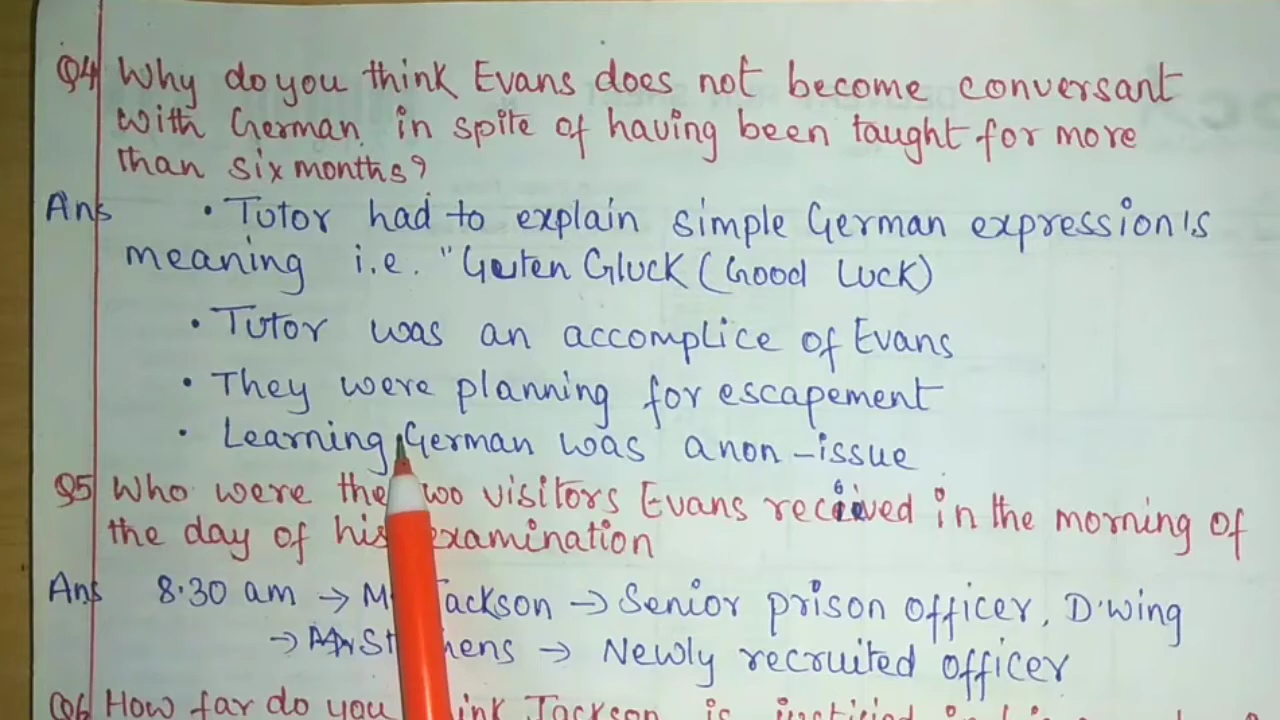 Q4 Why do you think Evans does not become conversant
with German in spite of having been taught for more
than six months?
Ans • Tutor had to explain simple German expression's
meaning i.e. "Guten Gluck (Good Luck)
• Tutor was an accomplice of Evans
• They were planning for escapement
• Learning German was a non-issue
Q5 Who were the two visitors Evans received in the morning of
the day of his examination
Ans 8.30 am → Jackson → Senior prison officer, D'wing
→ → Newly recruited officer
Q6 How far do you Jackson is